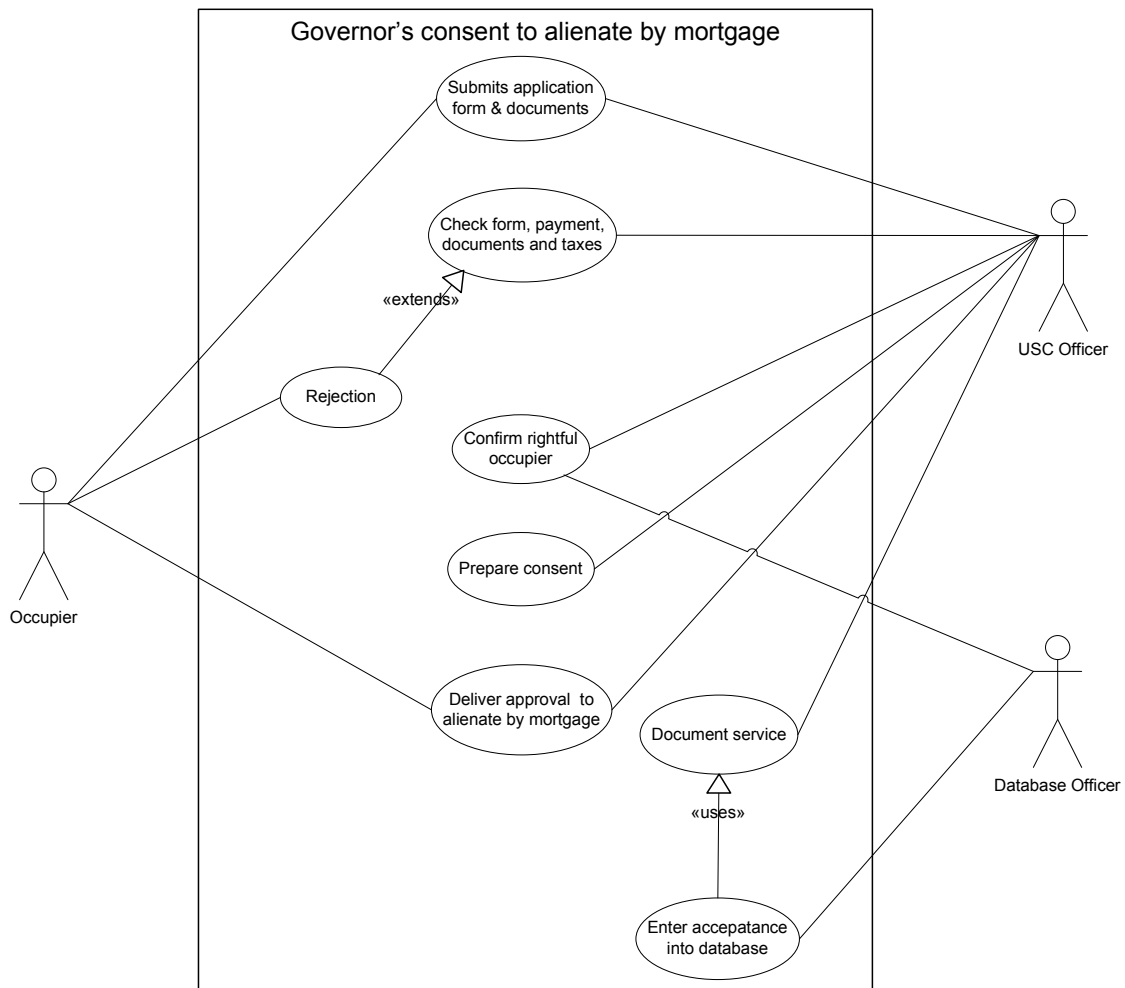 Governor’s consent to alienate by mortgage
Submits application
form & documents
Check form, payment,
documents and taxes
«extends»
USC Officer
Rejection
Confirm rightful
occupier
Prepare consent
Occupier
Deliver approval to
alienate by mortgage
Document service
Database Officer
«uses»
Enter accepatance
into database